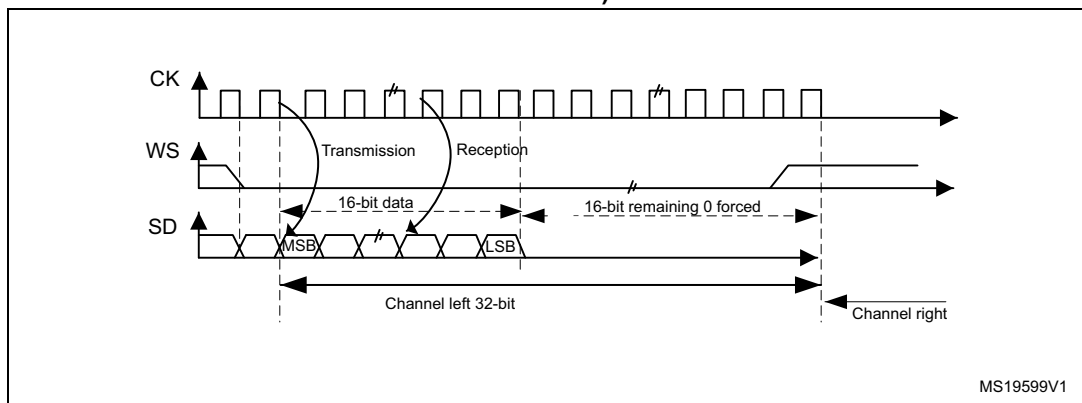 CK
WS
Transmission
Reception
16-bit data
16-bit remaining 0 forced
SD
MSB
LSB
Channel left 32-bit
Channel right
MS19599V1